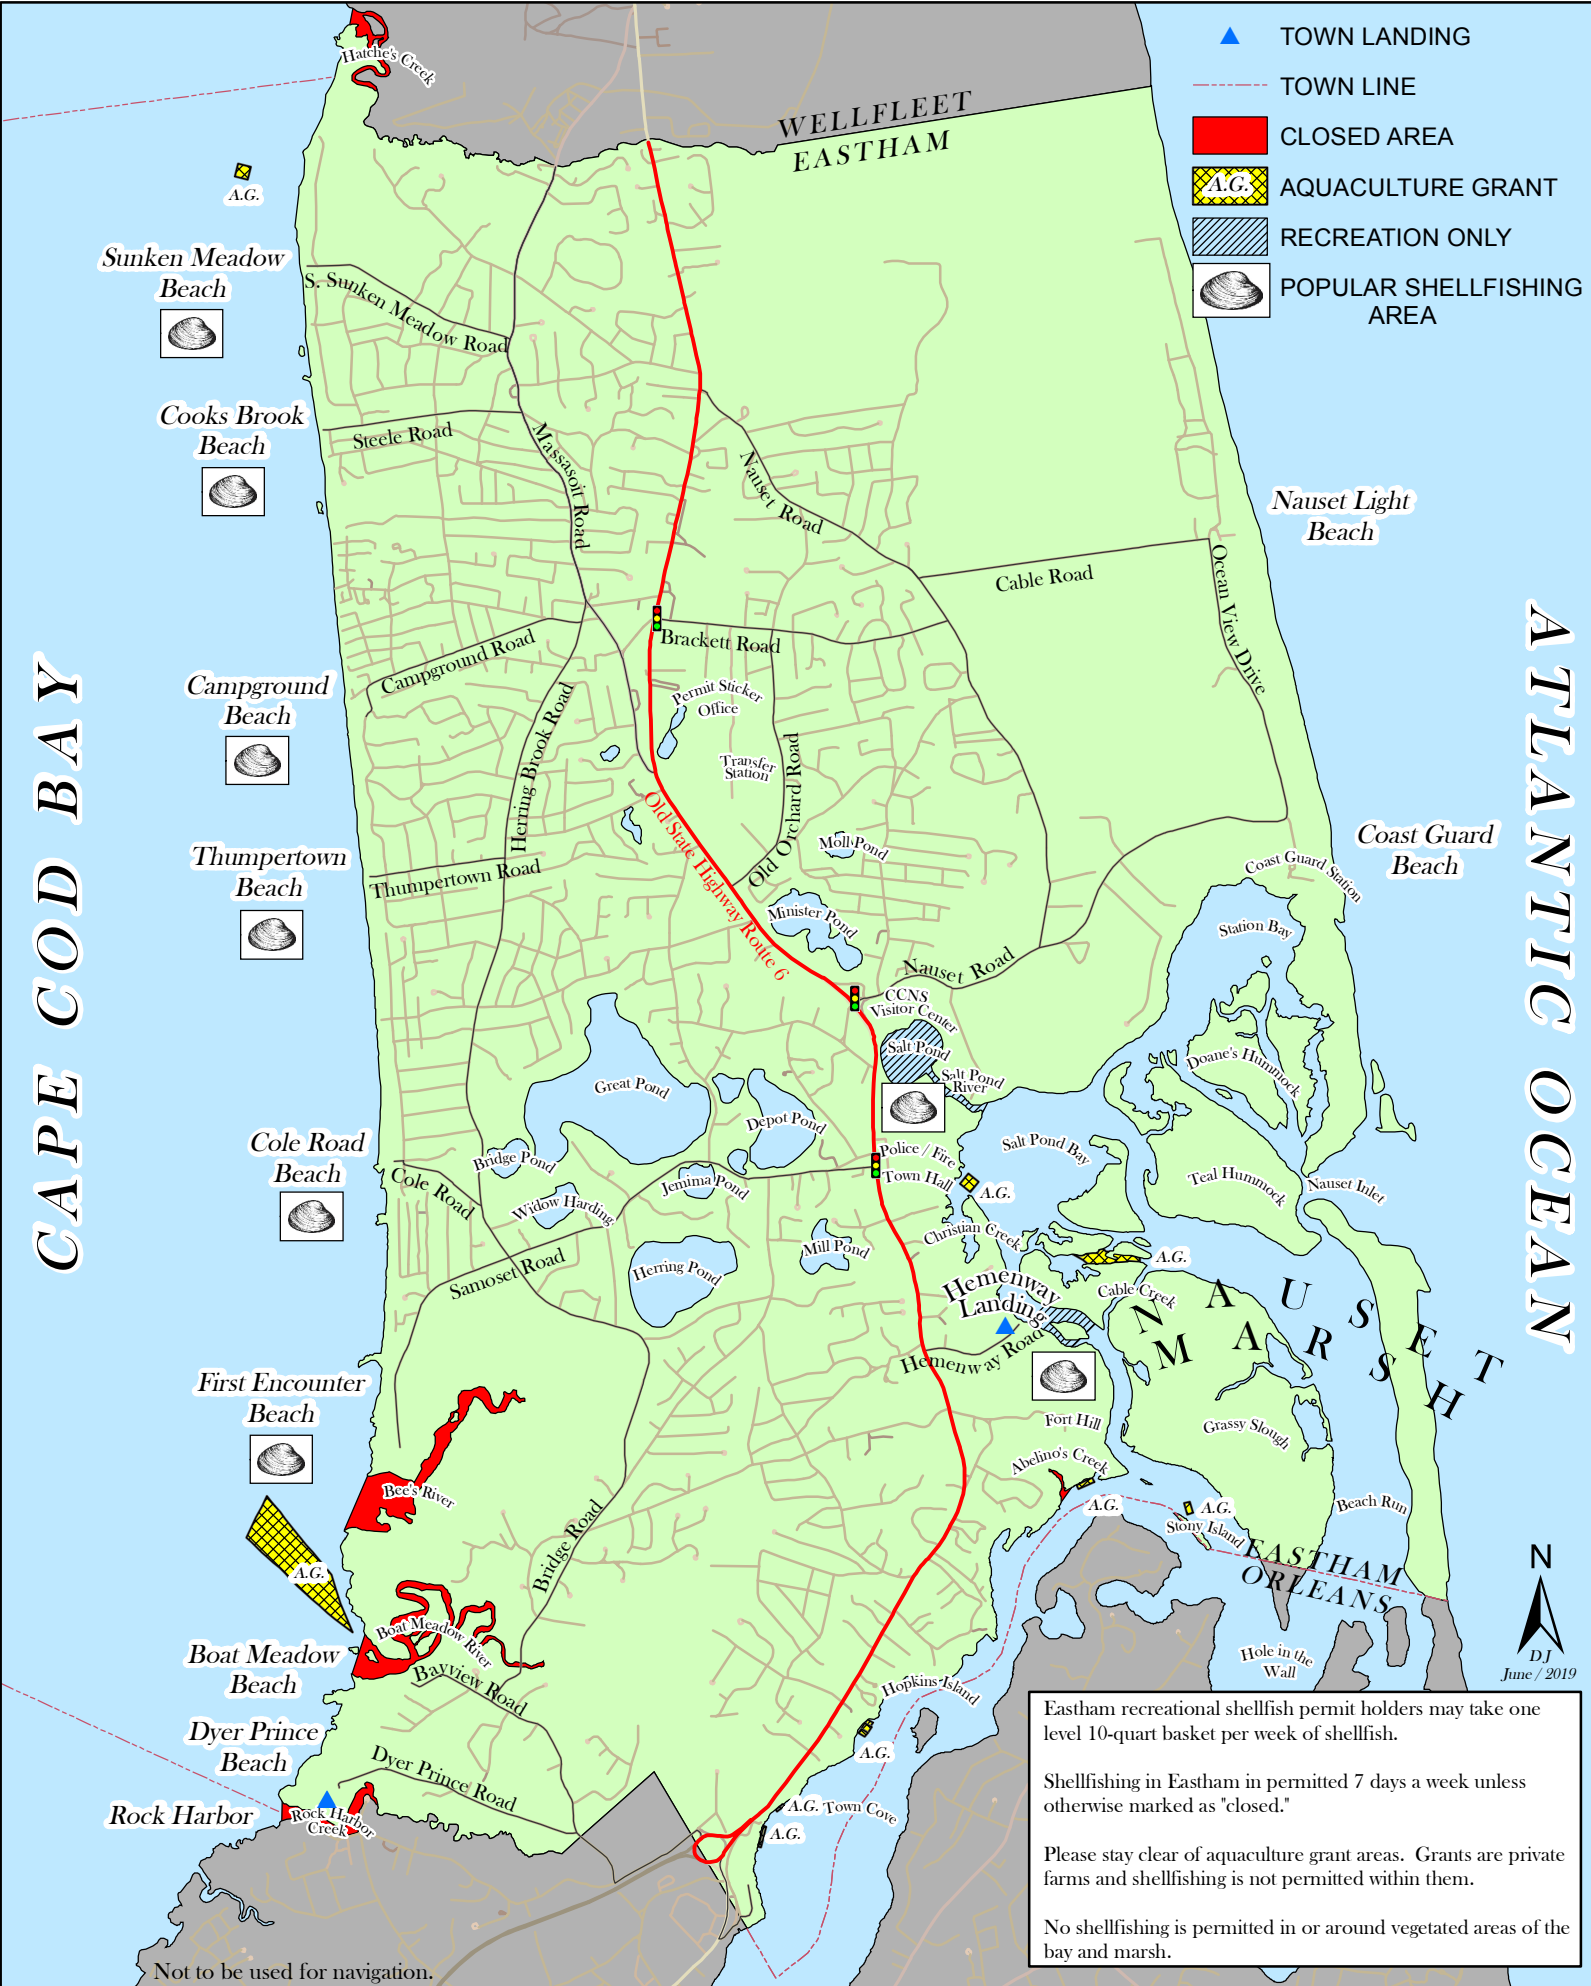 TOWN LANDING
TOWN LINE
CLOSED AREA
A.G.
AQUACULTURE GRANT
RECREATION ONLY
POPULAR SHELLFISHING
AREA
Hatche's Creek
WELLFLEET
EASTHAM
A.G.
Sunken Meadow
Beach
S. Sunken Meadow Road
Cooks Brook
Beach
Steele Road
Massasoit Road
Nauset Road
Nauset Light
Beach
Cable Road
Ocean View Drive
Brackett Road
Campground Road
Campground
Beach
Herring Brook Road
Permit Sticker
Office
Transfer
Station
Old Orchard Road
Old State Highway Route 6
Moll Pond
Thumpertown
Beach
Thumpertown Road
Minister Pond
Coast Guard
Beach
Coast Guard Station
Station Bay
Nauset Road
CCNS
Visitor Center
Salt Pond
Salt Pond
River
CAPE COD BAY
ATLANTIC OCEAN
Doane's Hummock
Great Pond
Depot Pond
Bridge Pond
Jemima Pond
Widow Harding
Police / Fire
Town Hall
A.G.
Salt Pond Bay
Teal Hummock
Nauset Inlet
Cole Road
Beach
Cole Road
Samoset Road
Herring Pond
Mill Pond
Christian Creek
A.G.
Cable Creek
Hemenway
Landing
Hemenway Road
NAUSET
MARSH
First Encounter
Beach
Fort Hill
Grassy Slough
Abelino's Creek
A.G.
Bee's River
A.G.
Stony Island
Beach Run
A.G.
Bridge Road
EASTHAM
ORLEANS
Boat Meadow River
Boat Meadow
Beach
Bayview Road
Hole in the
Wall
N
DJ
June / 2019
Hopkins Island
A.G.
Dyer Prince
Beach
Dyer Prince Road
Rock Harbor
Rock Harbor
Creek
A.G. Town Cove
A.G.
Eastham recreational shellfish permit holders may take one
level 10-quart basket per week of shellfish.
Shellfishing in Eastham in permitted 7 days a week unless
otherwise marked as "closed."
Please stay clear of aquaculture grant areas.  Grants are private
farms and shellfishing is not permitted within them.
No shellfishing is permitted in or around vegetated areas of the
bay and marsh.
Not to be used for navigation.